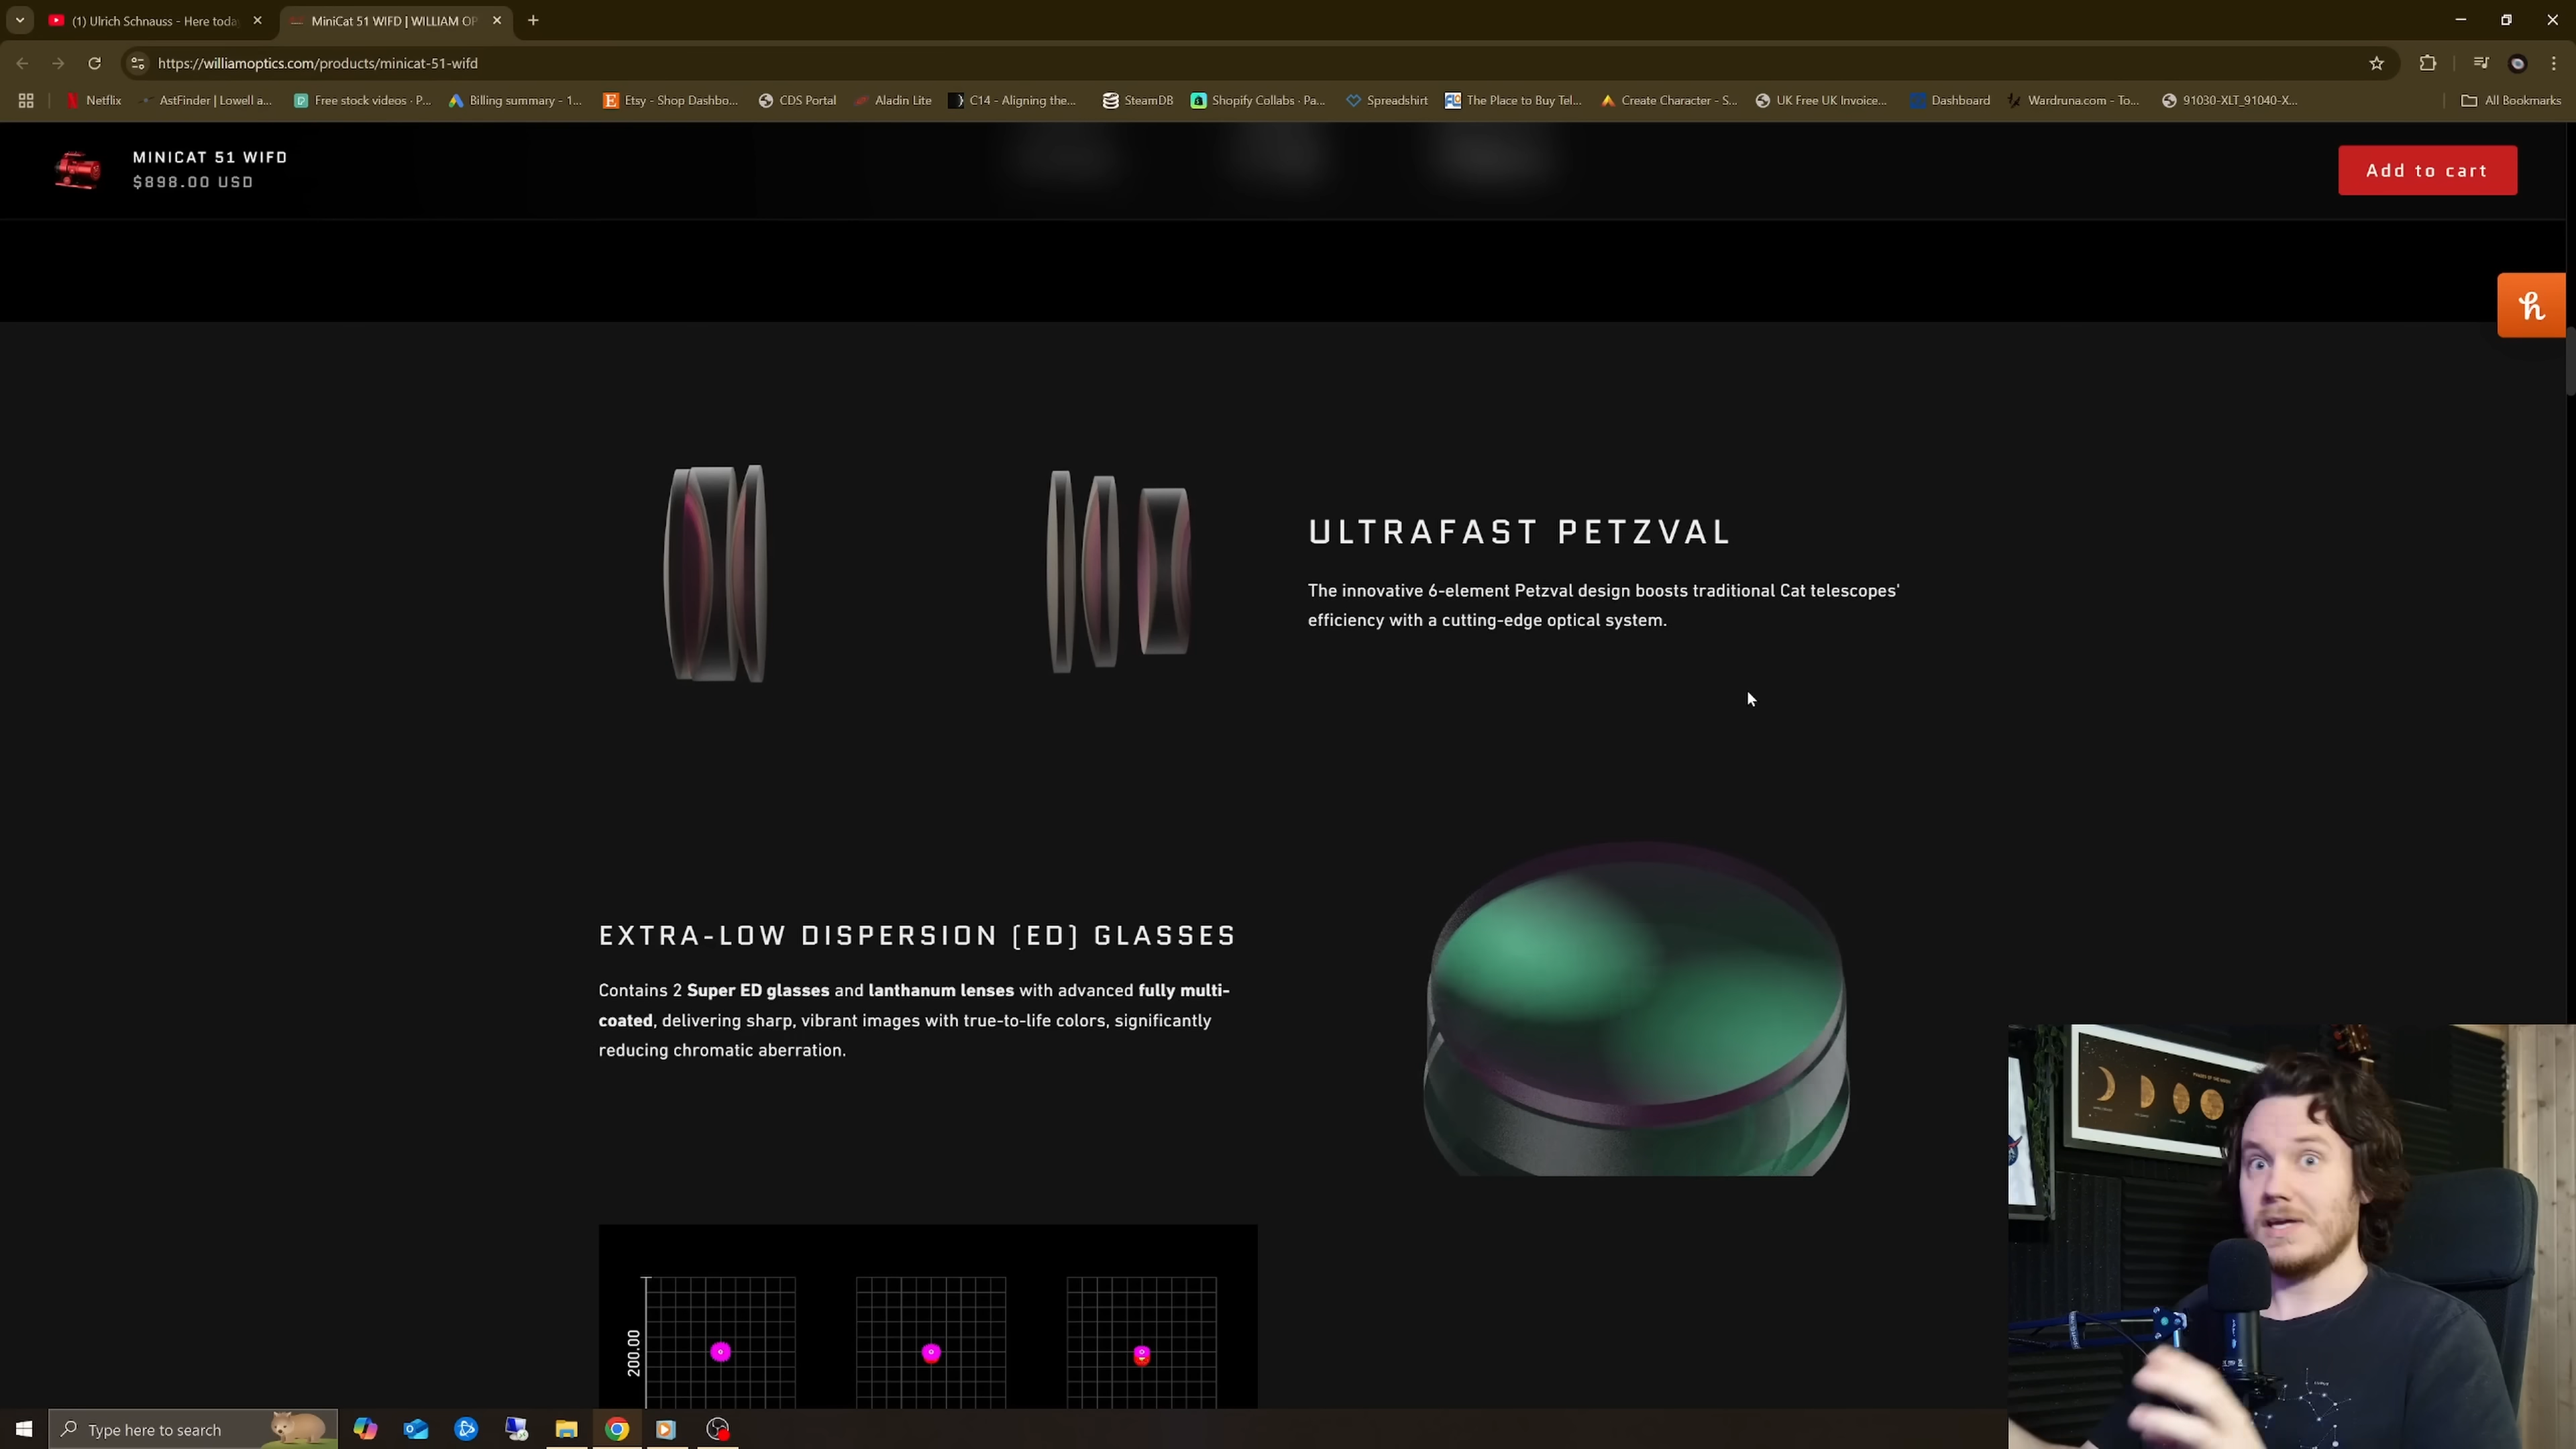 (1) Ulrich Schnauss - Here toda
MiniCat 51 WIFD | WILLIAM OP
https://williamoptics.com/products/minicat-51-wifd
Netflix
AstFinder | Lowell a...
Free stock videos · P...
Billing summary - 1...
Etsy - Shop Dashbo...
CDS Portal
Aladin Lite
C14 - Aligning the...
SteamDB
Shopify Collabs · Pa...
Spreadshirt
The Place to Buy Tel...
Create Character - S...
UK Free UK Invoice...
Dashboard
Wardruna.com - To...
91030-XLT_91040-X...
All Bookmarks
MINICAT 51 WIFD
$898.00 USD
Add to cart
ULTRAFAST PETZVAL
The innovative 6-element Petzval design boosts traditional Cat telescopes'
efficiency with a cutting-edge optical system.
EXTRA-LOW DISPERSION (ED) GLASSES
Contains 2 Super ED glasses and lanthanum lenses with advanced fully multi-
coated, delivering sharp, vibrant images with true-to-life colors, significantly
reducing chromatic aberration.
200.00
PHASES OF THE MOON
Type here to search